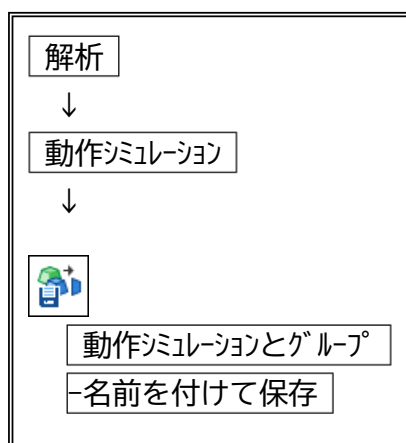 解析
↓
動作ｼﾐｭﾚｰｼｮﾝ
↓
動作ｼﾐｭﾚｰｼｮﾝとｸﾞﾙｰﾌﾟ
-名前を付けて保存